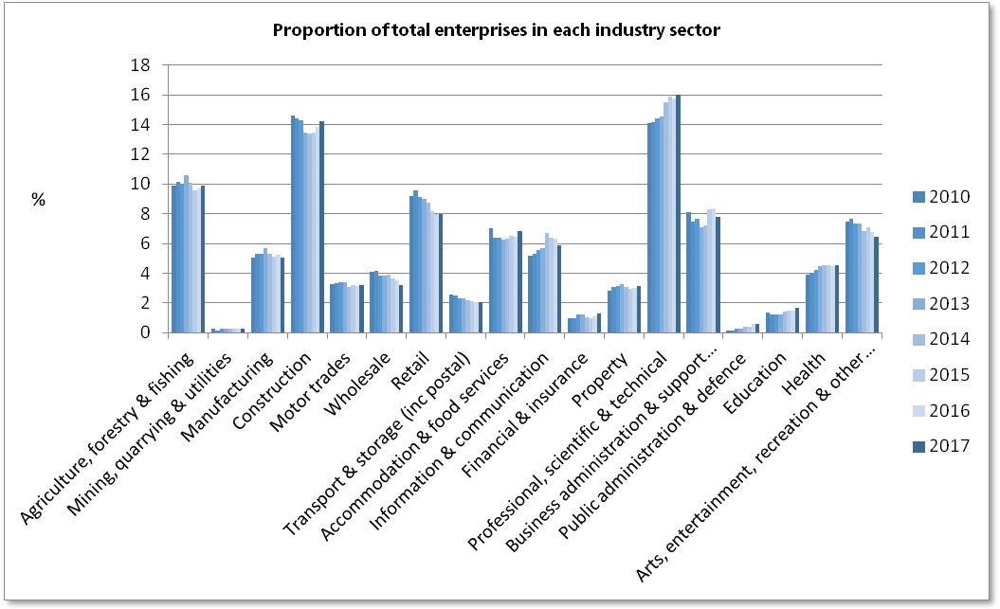 Proportion of total enterprises in each industry sector
18
16
14
12
10
8
6
4
2
0
%
Agriculture, forestry & fishing
Mining, quarrying & utilities
Manufacturing
Construction
Motor trades
Wholesale
Retail
Transport & storage (inc postal)
Accommodation & food services
Information & communication
Financial & insurance
Property
Professional, scientific & technical
Business administration & support...
Public administration & defence
Education
Health
Arts, entertainment, recreation & other...
2010
2011
2012
2013
2014
2015
2016
2017